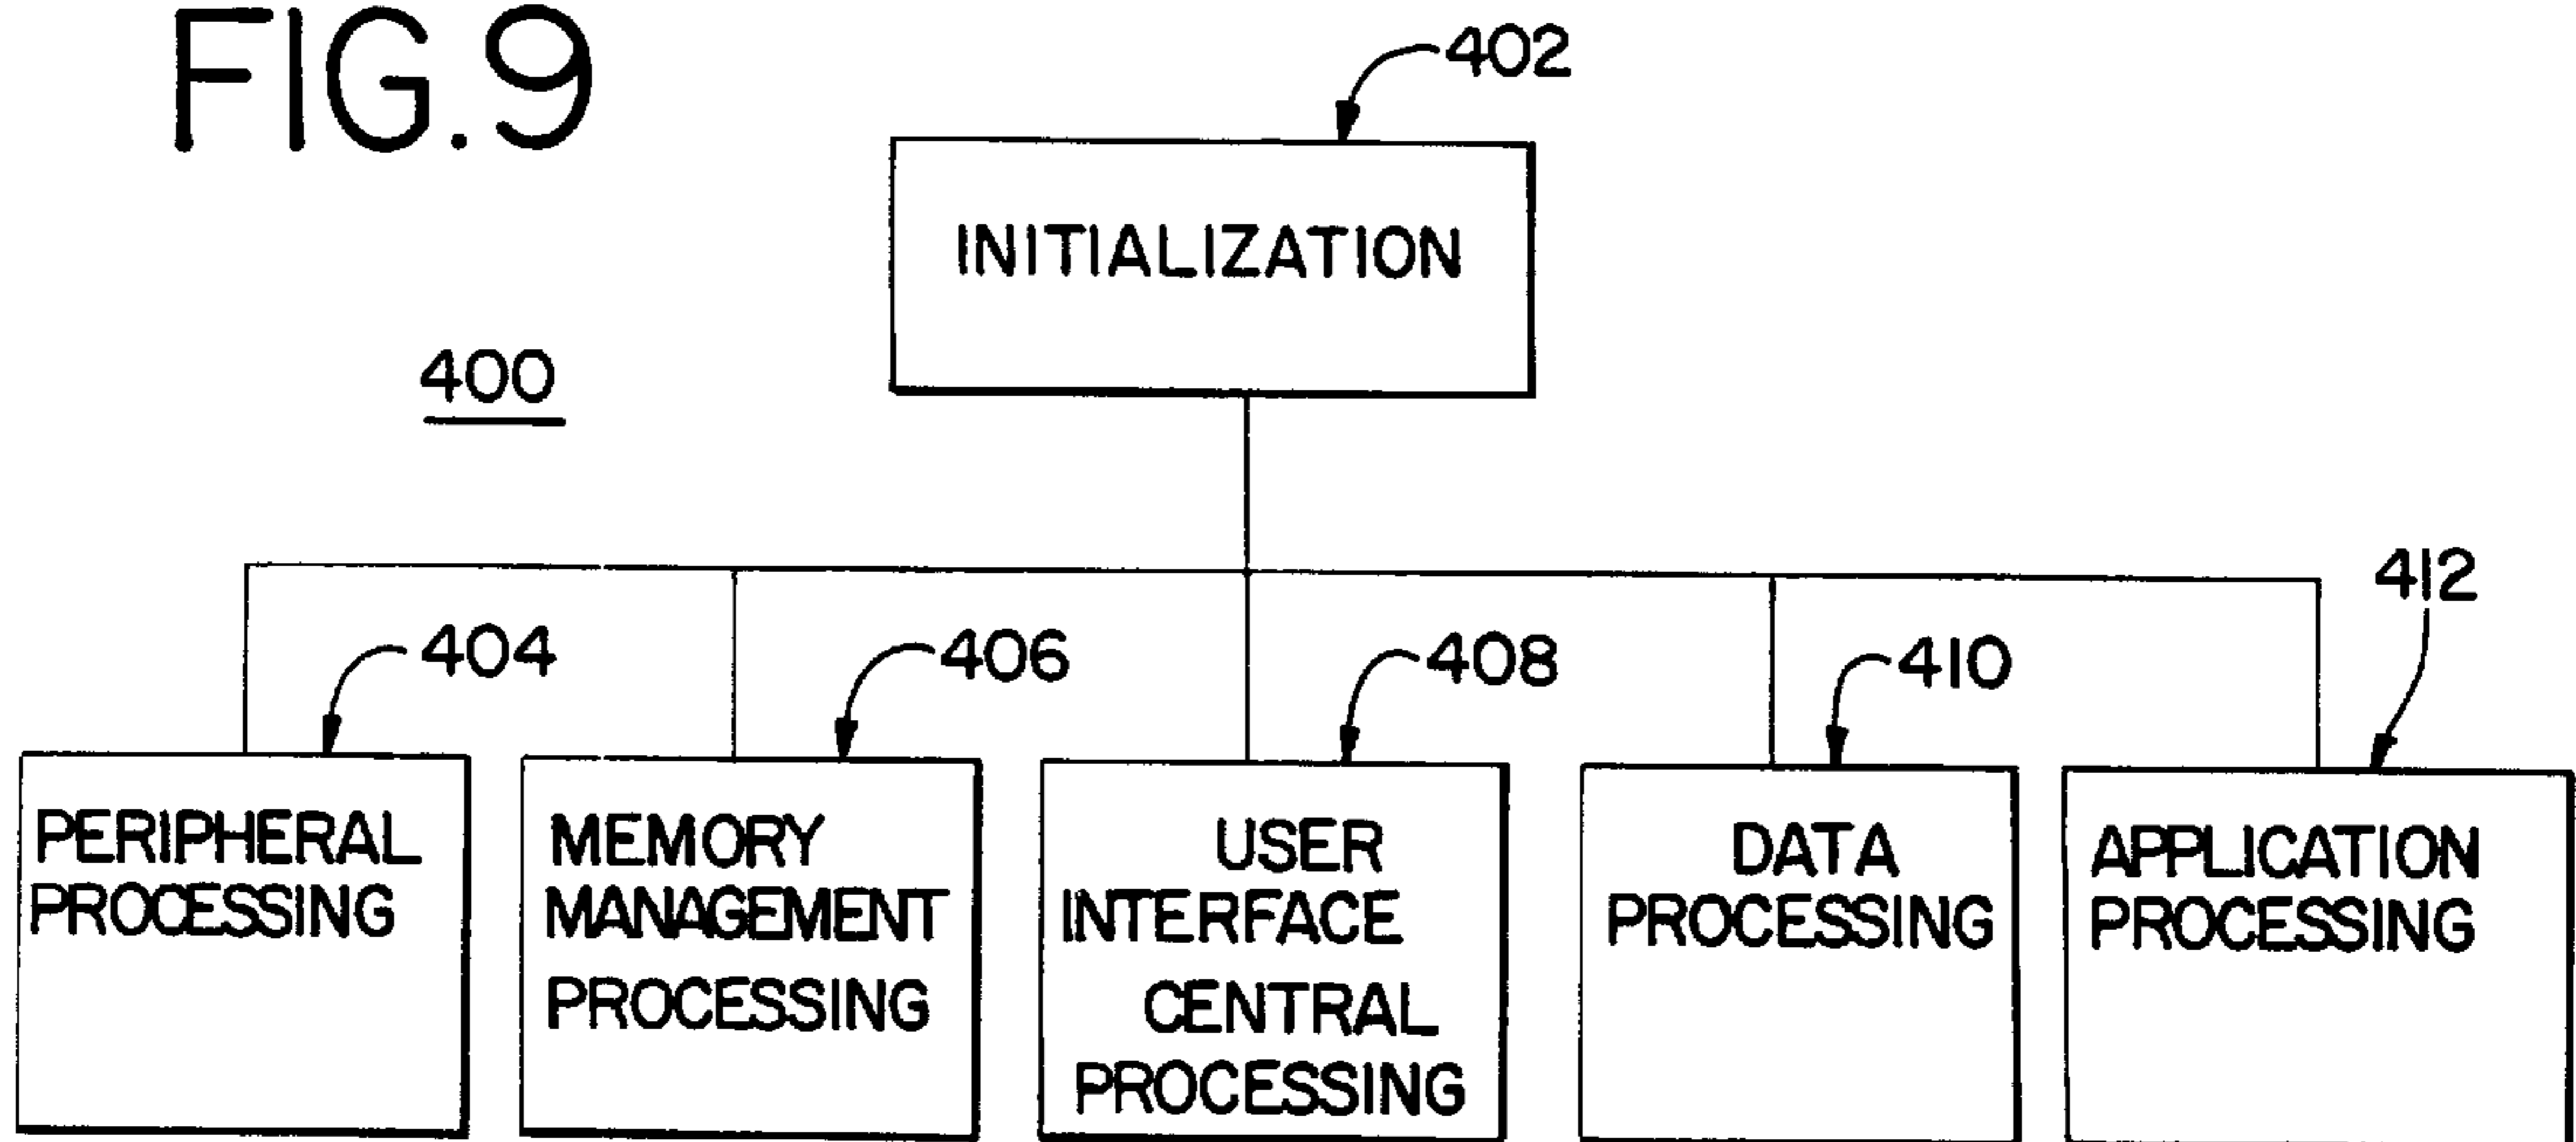 FIG.9
402
INITIALIZATION
400
412
404
406
408
410
PERIPHERAL
PROCESSING
MEMORY
MANAGEMENT
PROCESSING
USER
INTERFACE
CENTRAL
PROCESSING
DATA
PROCESSING
APPLICATION
PROCESSING